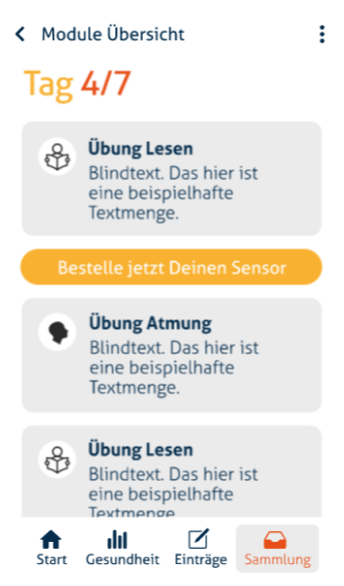 Module Übersicht
Tag 4/7
Übung Lesen
Blindtext. Das hier ist
eine beispielhafte
Textmenge.
Bestelle jetzt Deinen Sensor
Übung Atmung
Blindtext. Das hier ist
eine beispielhafte
Textmenge.
Übung Lesen
Blindtext. Das hier ist
eine beispielhafte
Textmenge
Start Gesundheit Einträge Sammlung